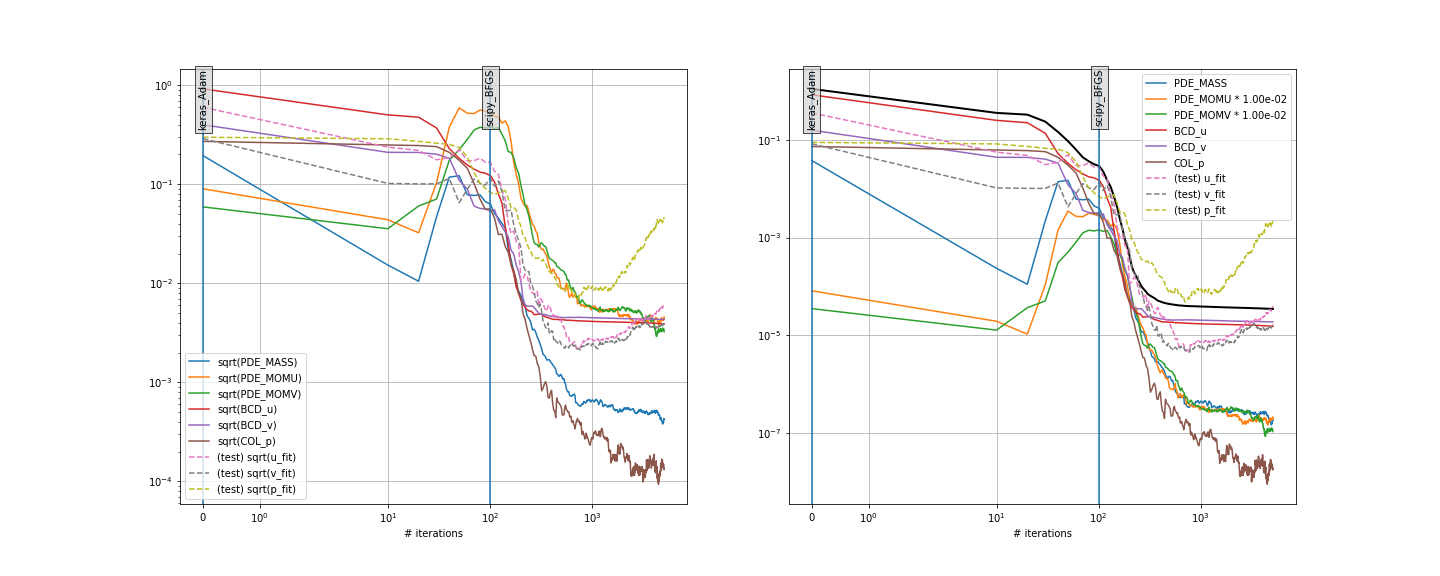 keras_Adam
scipy_BFGS
10⁰
10⁻¹
10⁻²
10⁻³
10⁻⁴
sqrt(PDE_MASS)
sqrt(PDE_MOMU)
sqrt(PDE_MOMV)
sqrt(BCD_u)
sqrt(BCD_v)
sqrt(COL_p)
(test) sqrt(u_fit)
(test) sqrt(v_fit)
(test) sqrt(p_fit)
0 10⁰ 10¹ 10² 10³
# iterations
keras_Adam
scipy_BFGS
10⁻¹
10⁻³
10⁻⁵
10⁻⁷
PDE_MASS
PDE_MOMU * 1.00e-02
PDE_MOMV * 1.00e-02
BCD_u
BCD_v
COL_p
(test) u_fit
(test) v_fit
(test) p_fit
0 10⁰ 10¹ 10² 10³
# iterations